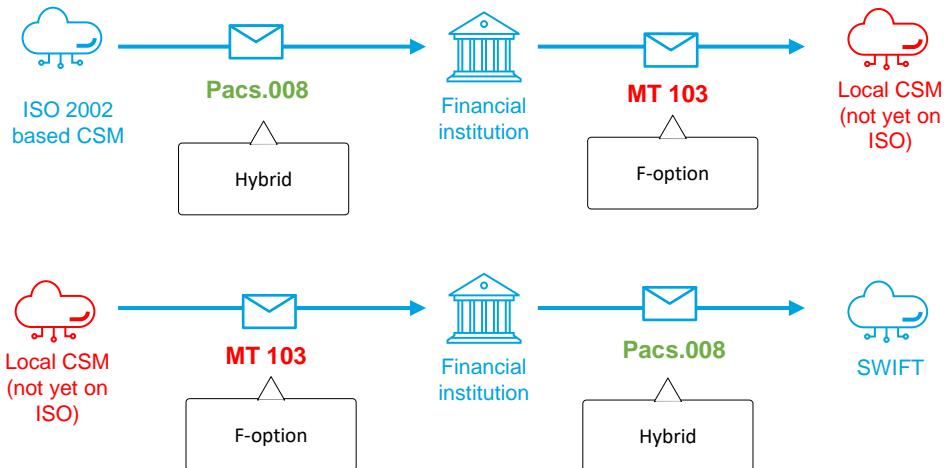 Pacs.008
MT 103
ISO 2002
based CSM
Financial
institution
Local CSM
(not yet on
ISO)
Hybrid
F-option
Local CSM
(not yet on
ISO)
MT 103
Financial
institution
Pacs.008
SWIFT
F-option
Hybrid